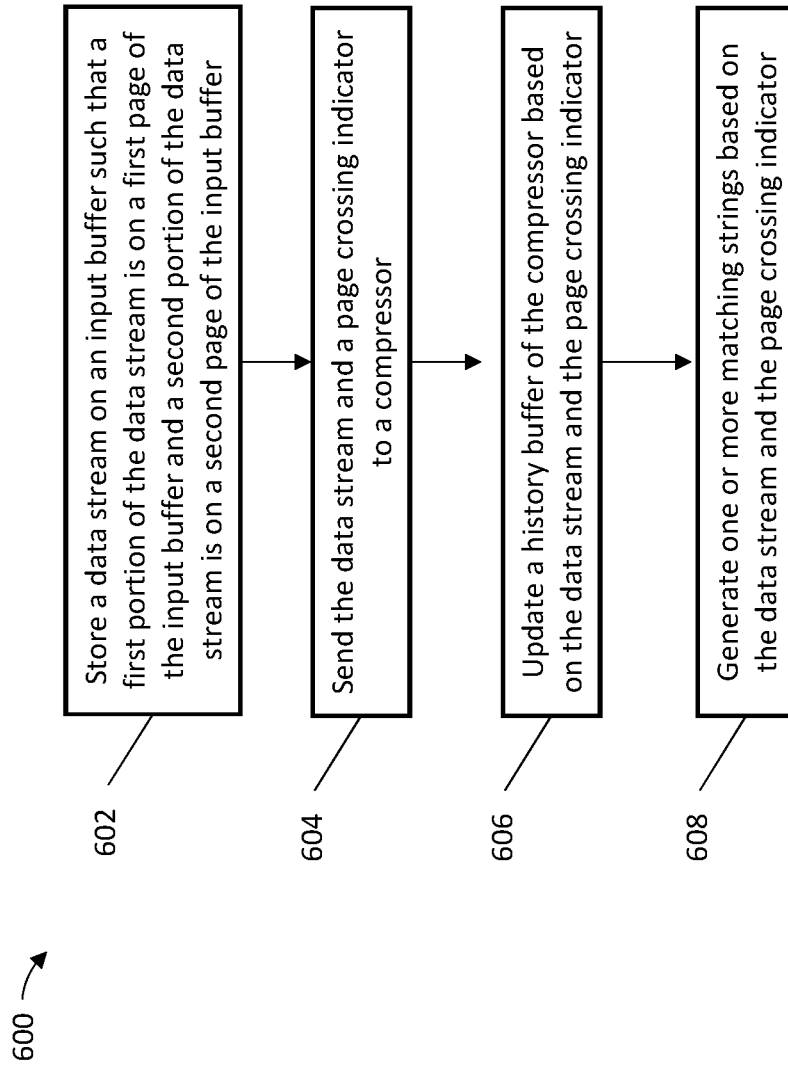 600
602
Store a data stream on an input buffer such that a
first portion of the data stream is on a first page of
the input buffer and a second portion of the data
stream is on a second page of the input buffer
604
Send the data stream and a page crossing indicator
to a compressor
606
Update a history buffer of the compressor based
on the data stream and the page crossing indicator
608
Generate one or more matching strings based on
the data stream and the page crossing indicator